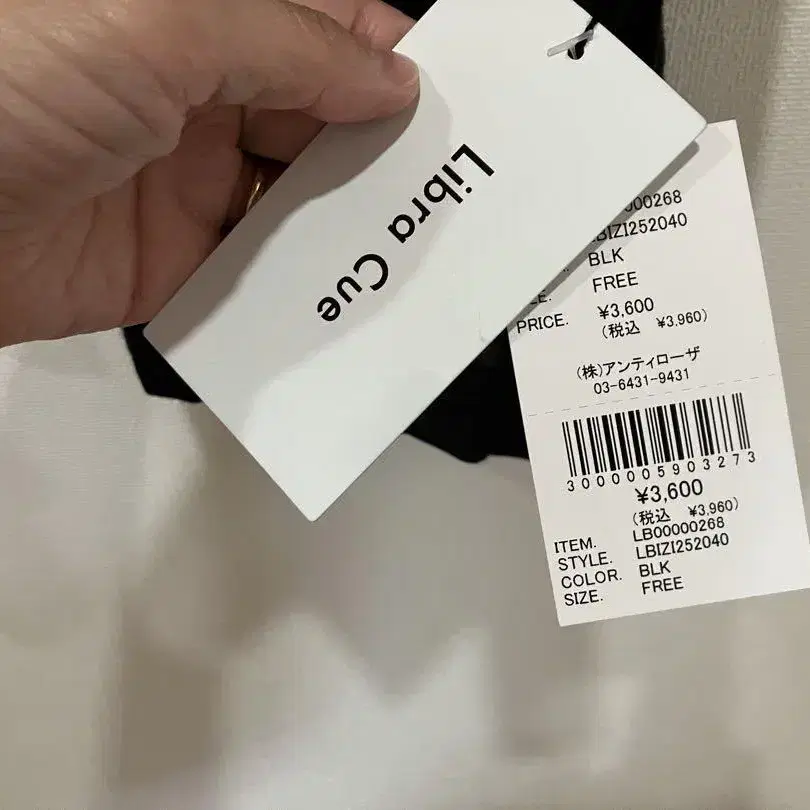 Libra Cue
000268
LBIZI252040
BLK
FREE
PRICE. ¥3,600
(税込 ¥3,960)
(株)アンティローザ
03-6431-9431
3000005903273
¥3,600
(税込 ¥3,960)
ITEM. LB00000268
STYLE. LBIZI252040
COLOR. BLK
SIZE. FREE